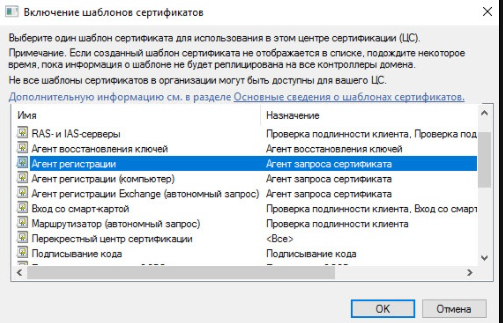 Включение шаблонов сертификатов
Выберите один шаблон сертификата для использования в этом центре сертификации (ЦС).
Примечание. Если созданный шаблон сертификата не отображается в списке, подождите некоторое
время, пока информация о шаблоне не будет реплицирована на все контроллеры домена.
Не все шаблоны сертификатов в организации могут быть доступны для вашего ЦС.
Дополнительную информацию см. в разделе Основные сведения о шаблонах сертификатов.
Имя Назначение
RAS- и IAS-серверы Проверка подлинности клиента, Проверка под
Агент восстановления ключей Агент восстановления ключей
Агент регистрации Агент запроса сертификата
Агент регистрации (компьютер) Агент запроса сертификата
Агент регистрации Exchange (автономный запрос) Агент запроса сертификата
Вход со смарт-картой Проверка подлинности клиента, Вход со смарт
Маршрутизатор (автономный запрос) Проверка подлинности клиента
Перекрестный центр сертификации <Все>
Подписывание кода Подписывание кода
OK Отмена